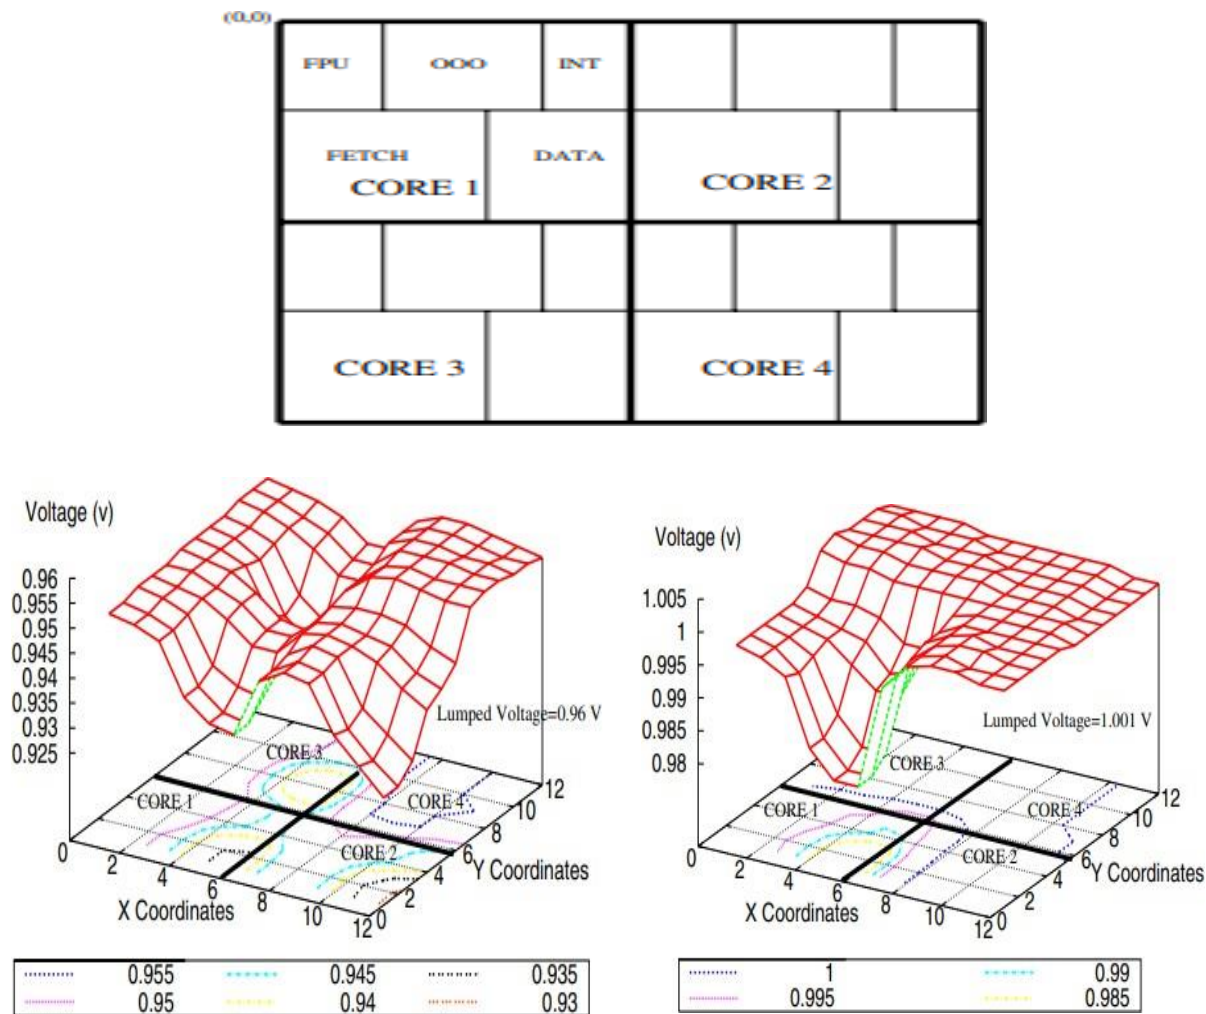 (0,0)
FPU OOO INT
FETCH DATA
CORE 1 CORE 2
CORE 3 CORE 4
Voltage (v)
0.96
0.955
0.95
0.945
0.94
0.935
0.93
0.925
Lumped Voltage=0.96 V
CORE 3
CORE 1
CORE 4
CORE 2
0 2 4 6 8 10 12
X Coordinates
0 2 4 6 8 10 12
Y Coordinates
0.955 0.945 0.935
0.95 0.94 0.93
Voltage (v)
1.005
1
0.995
0.99
0.985
0.98
Lumped Voltage=1.001 V
CORE 3
CORE 1
CORE 4
CORE 2
0 2 4 6 8 10 12
X Coordinates
0 2 4 6 8 10 12
Y Coordinates
1 0.99
0.995 0.985